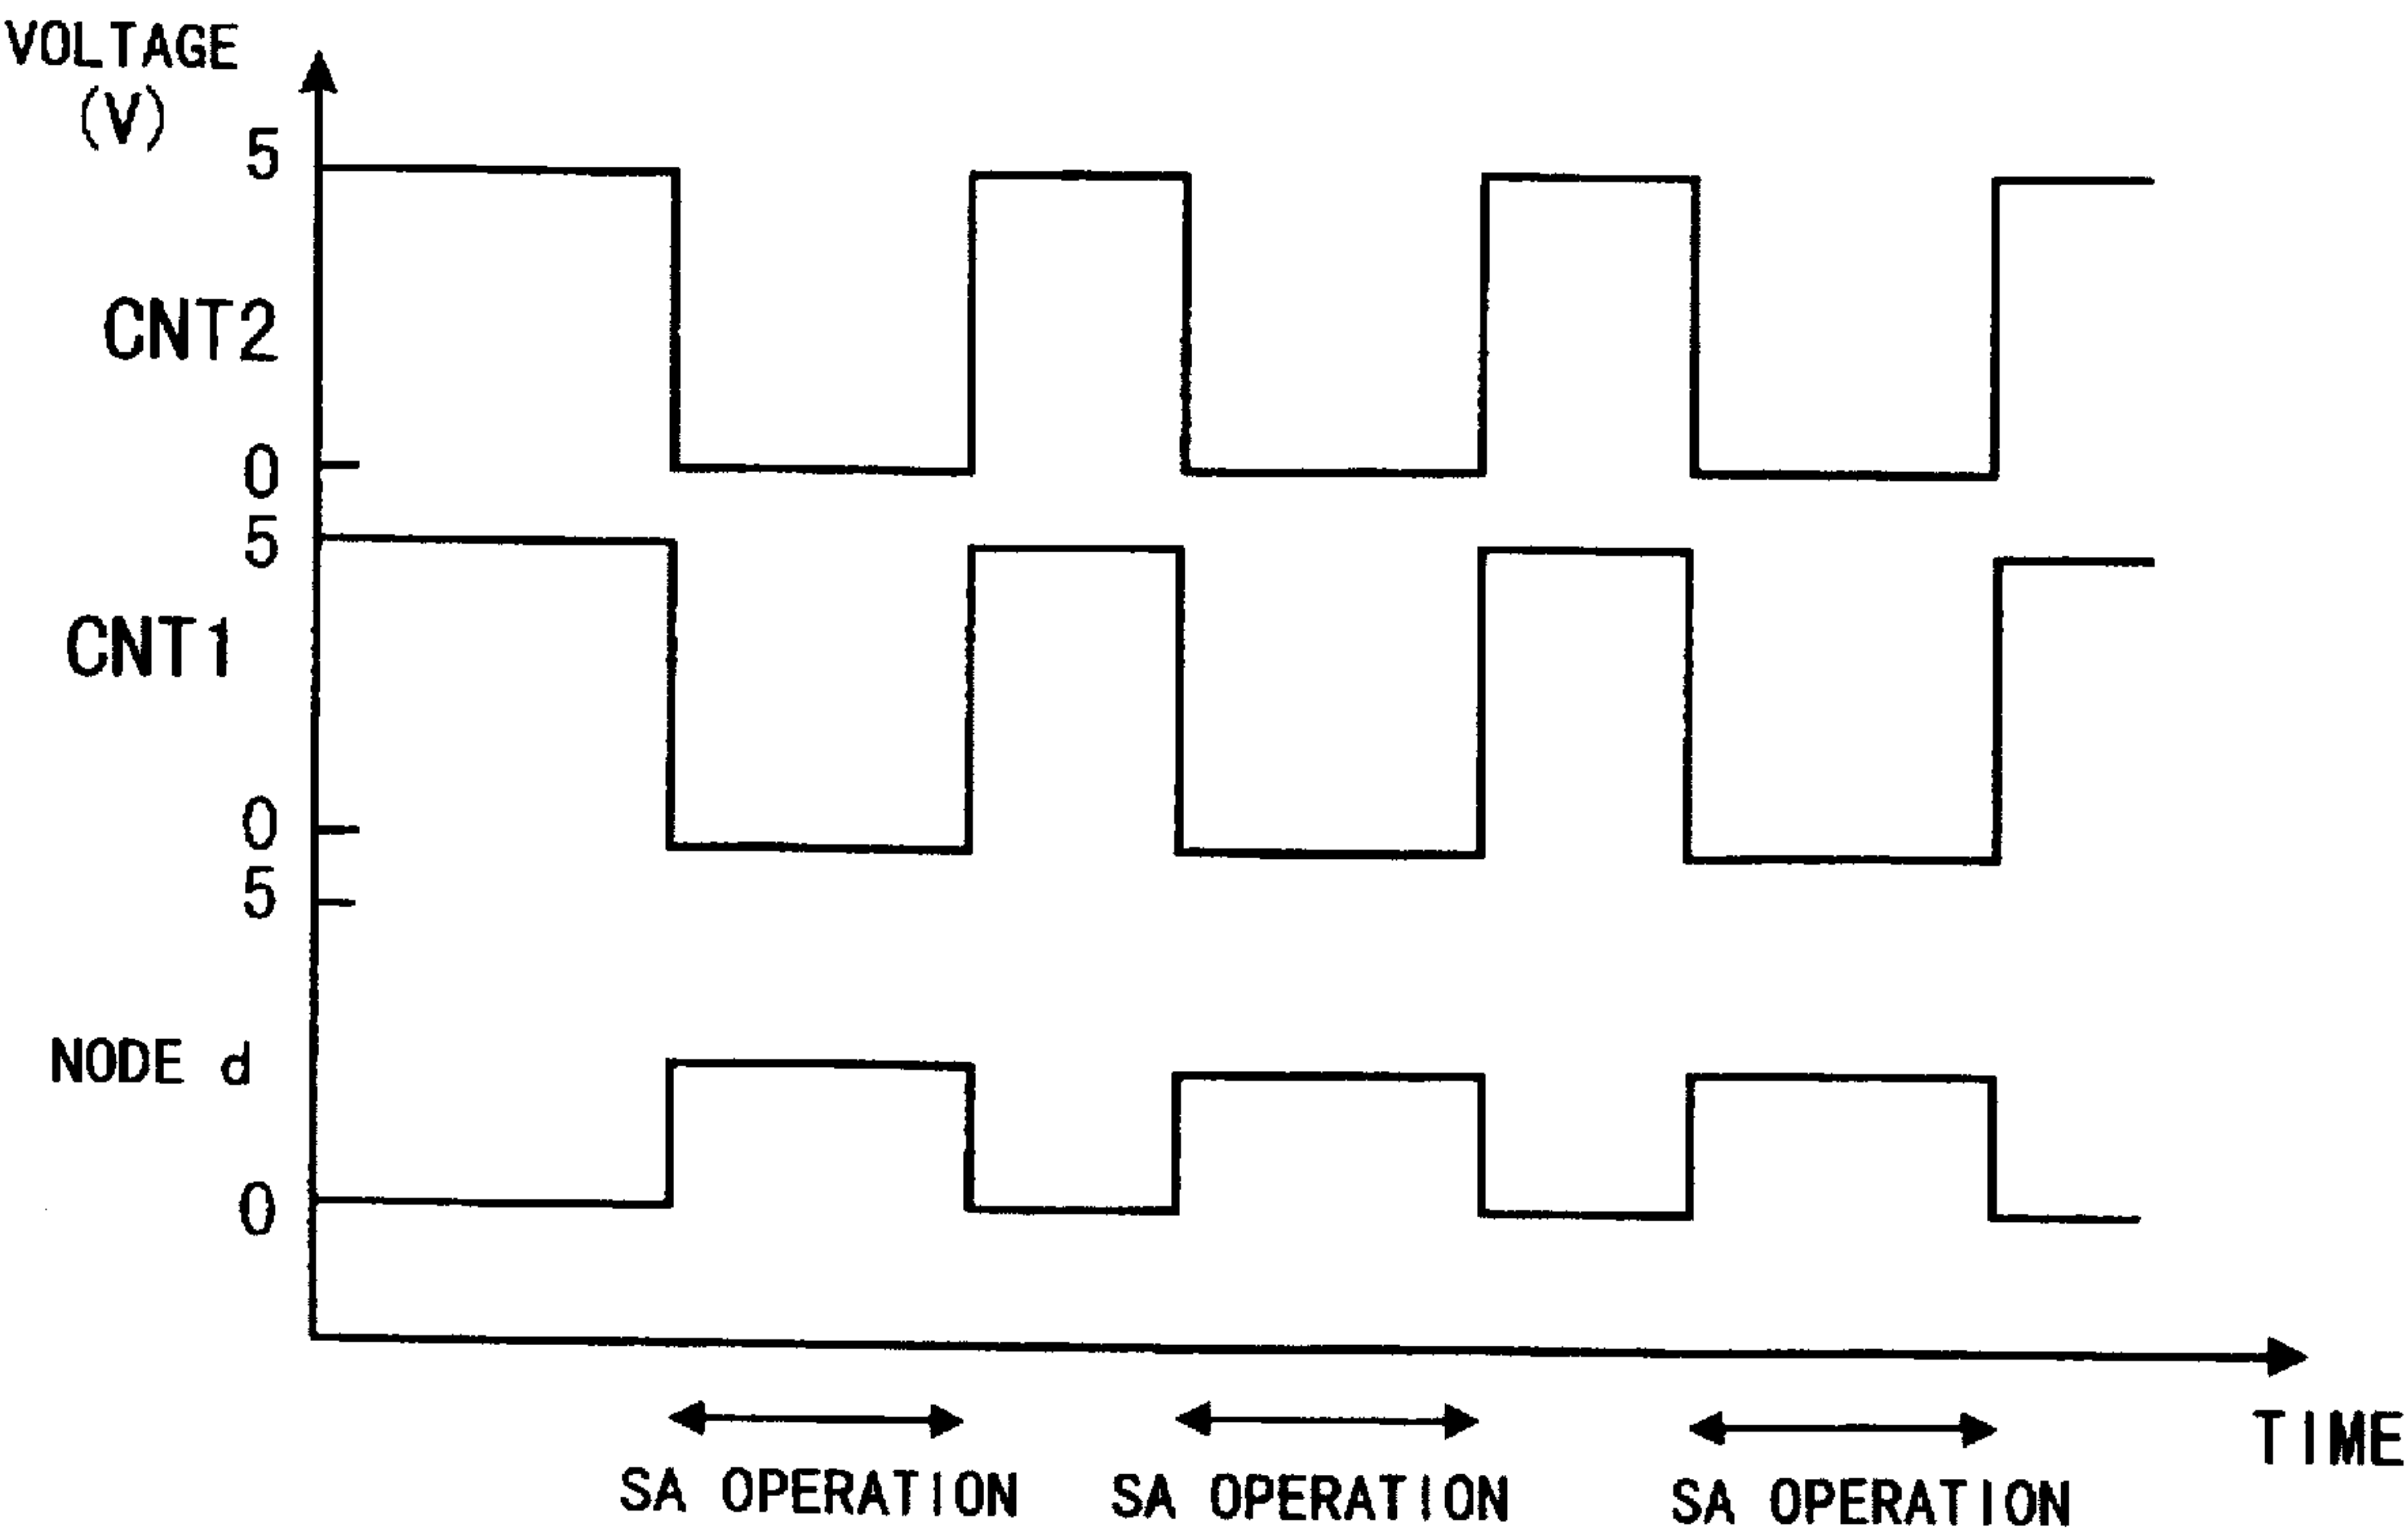 VOLTAGE
(V)
5
CNT2
0
5
CNT1
0
5
NODE d
0
TIME
SA OPERATION
SA OPERATION
SA OPERATION